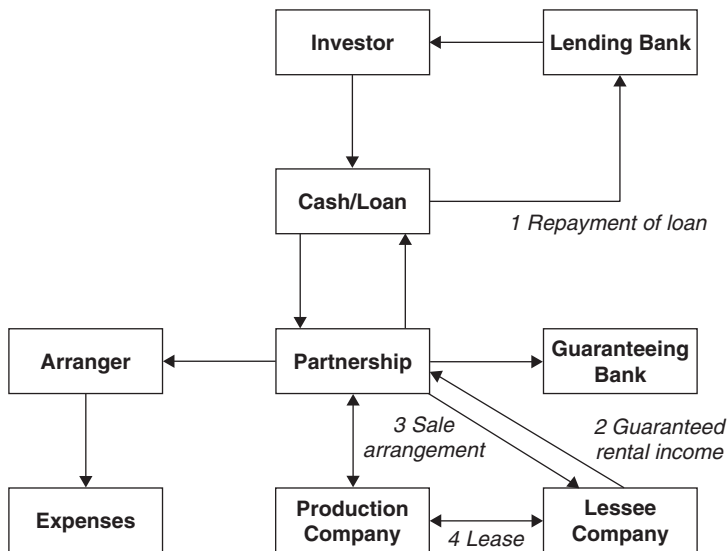 Investor
Lending Bank
Cash/Loan
1 Repayment of loan
Arranger
Partnership
Guaranteeing
Bank
3 Sale
arrangement
2 Guaranteed
rental income
Expenses
Production
Company
4 Lease
Lessee
Company